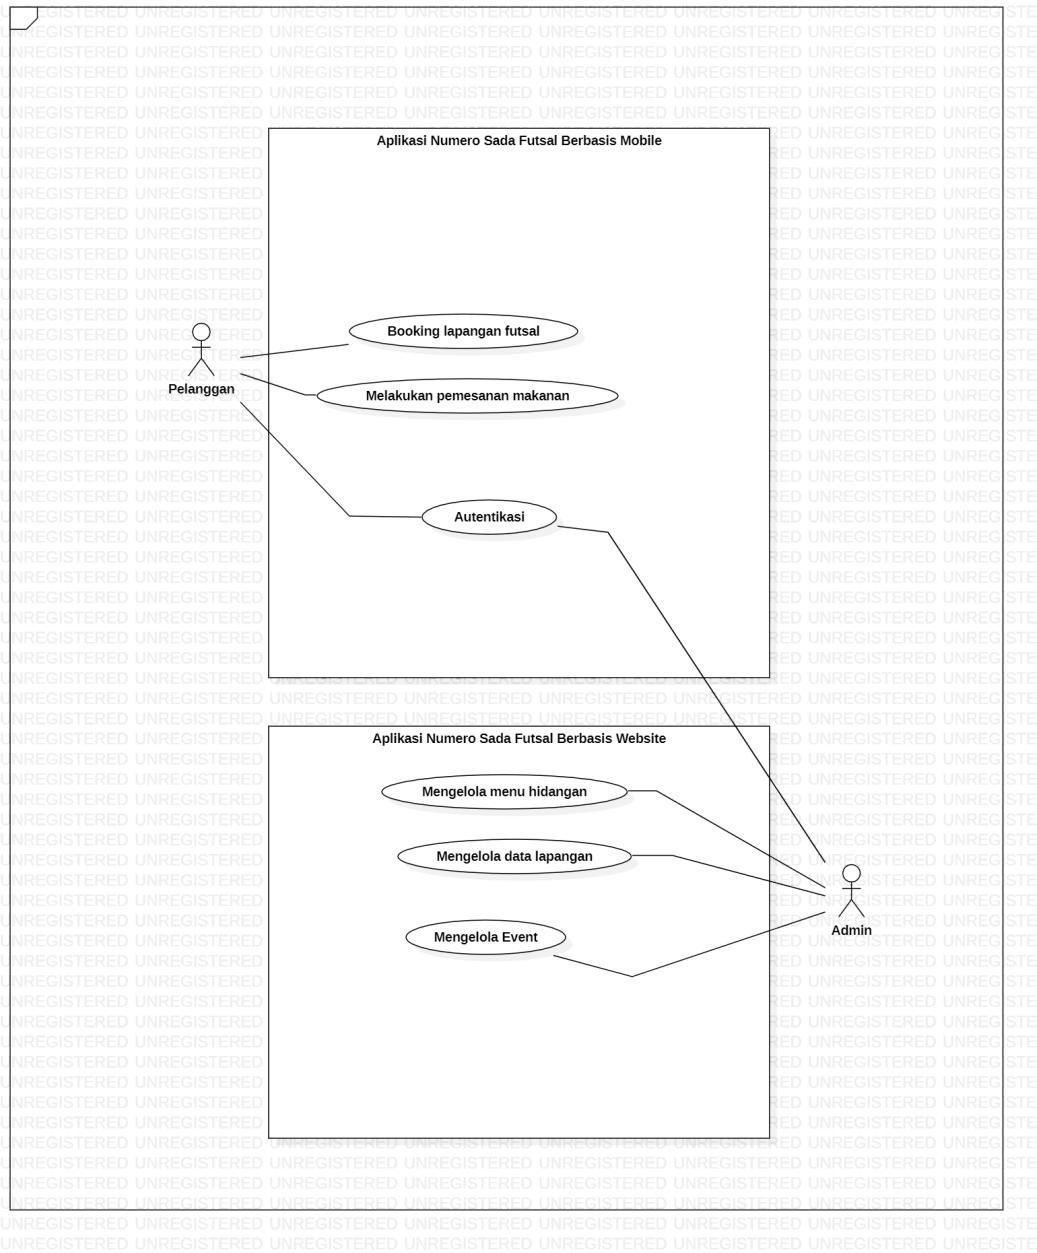 Aplikasi Numero Sada Futsal Berbasis Mobile
Booking lapangan futsal
Pelanggan
Melakukan pemesanan makanan
Autentikasi
Aplikasi Numero Sada Futsal Berbasis Website
Mengelola menu hidangan
Mengelola data lapangan
Admin
Mengelola Event
UNREGISTERED